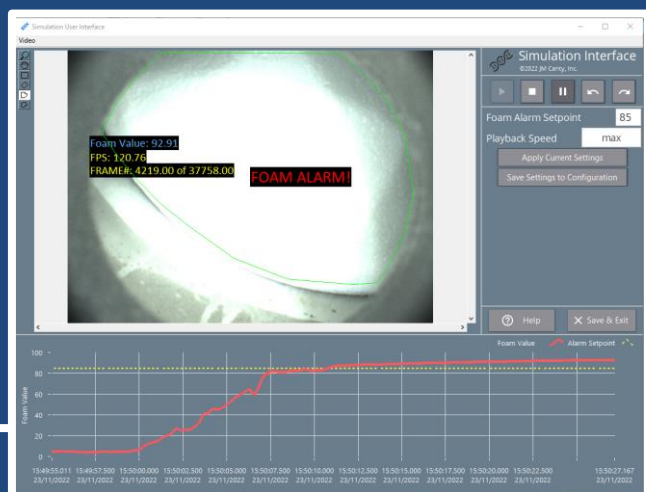 Simulation User Interface
Video
Simulation Interface
©2022 JM Canty, Inc.
Foam Value: 92.91
FPS: 120.76
FRAME#: 4219.00 of 37758.00
FOAM ALARM!
Foam Alarm Setpoint 85
Playback Speed max
Apply Current Settings
Save Settings to Configuration
Help
Save & Exit
Foam Value Alarm Setpoint
100
80
60
40
20
0
Foam Value
15:49:55.011 15:49:57.500 15:50:00.000 15:50:02.500 15:50:05.000 15:50:07.500 15:50:10.000 15:50:12.500 15:50:15.000 15:50:17.500 15:50:20.000 15:50:22.500 15:50:27.167
23/11/2022 23/11/2022 23/11/2022 23/11/2022 23/11/2022 23/11/2022 23/11/2022 23/11/2022 23/11/2022 23/11/2022 23/11/2022 23/11/2022 23/11/2022